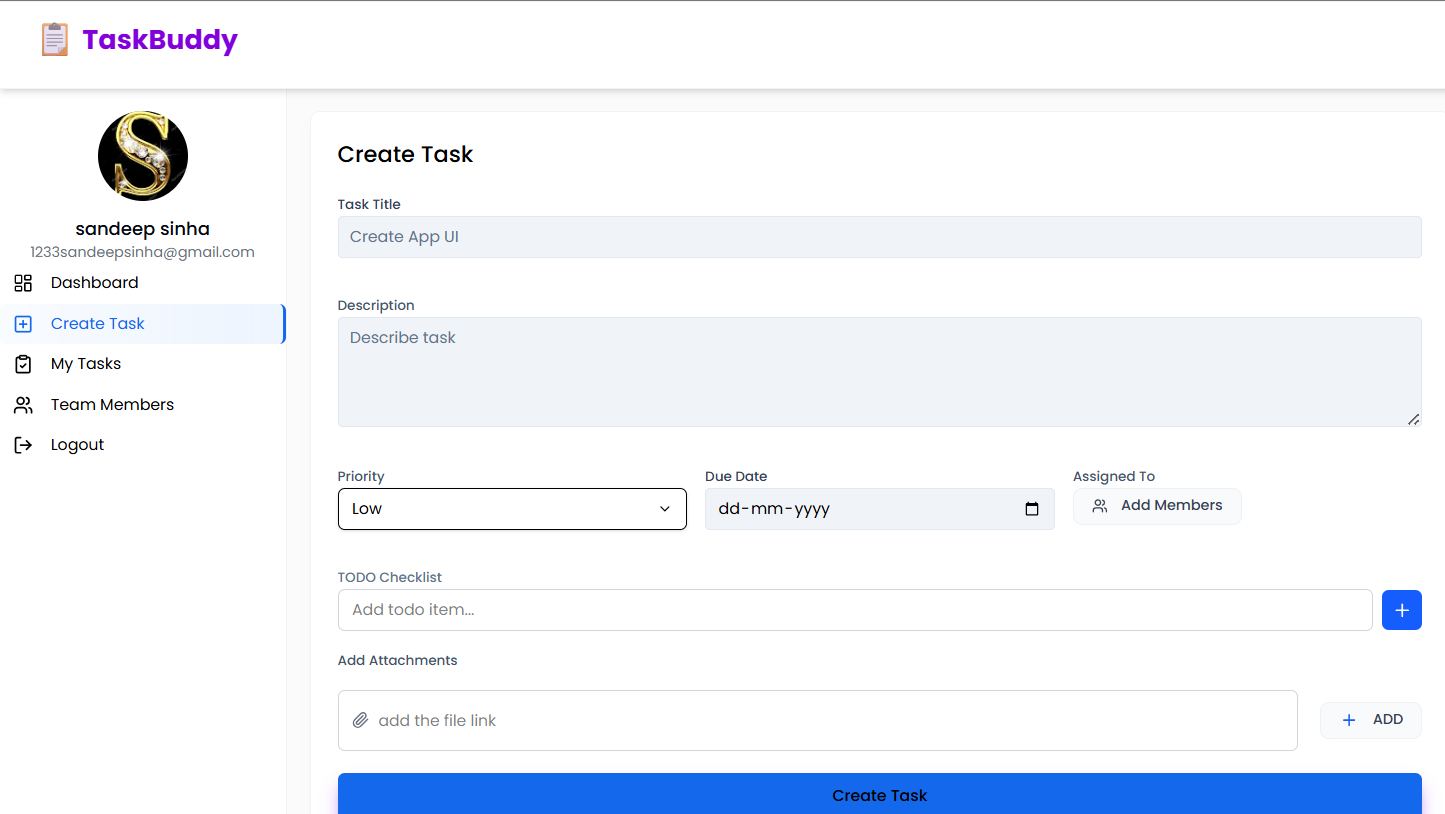 TaskBuddy
S
sandeep sinha
1233sandeepsinha@gmail.com
Dashboard
Create Task
My Tasks
Team Members
Logout
Create Task
Task Title
Create App UI
Description
Describe task
Priority
Low
Due Date
dd-mm-yyyy
Assigned To
Add Members
TODO Checklist
Add todo item...
Add Attachments
add the file link
ADD
Create Task